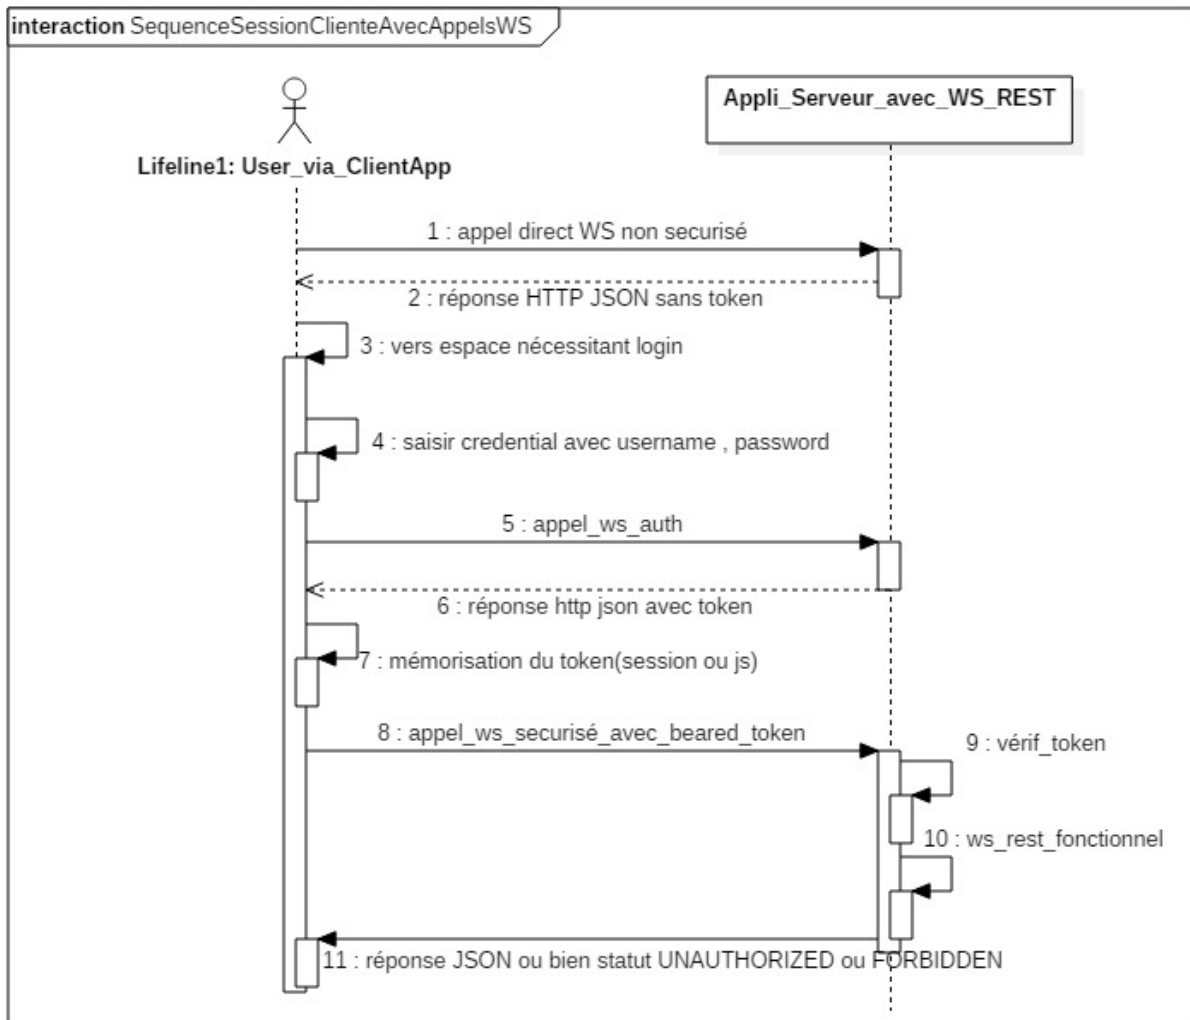 interaction SequenceSessionClienteAvecAppelsWS
Appli_Serveur_avec_WS_REST
Lifeline1: User_via_ClientApp
1 : appel direct WS non securisé
2 : réponse HTTP JSON sans token
3 : vers espace nécessitant login
4 : saisir credential avec username , password
5 : appel_ws_auth
6 : réponse http json avec token
7 : mémorisation du token(session ou js)
8 : appel_ws_securisé_avec_beared_token
9 : vérif_token
10 : ws_rest_fonctionnel
11 : réponse JSON ou bien statut UNAUTHORIZED ou FORBIDDEN